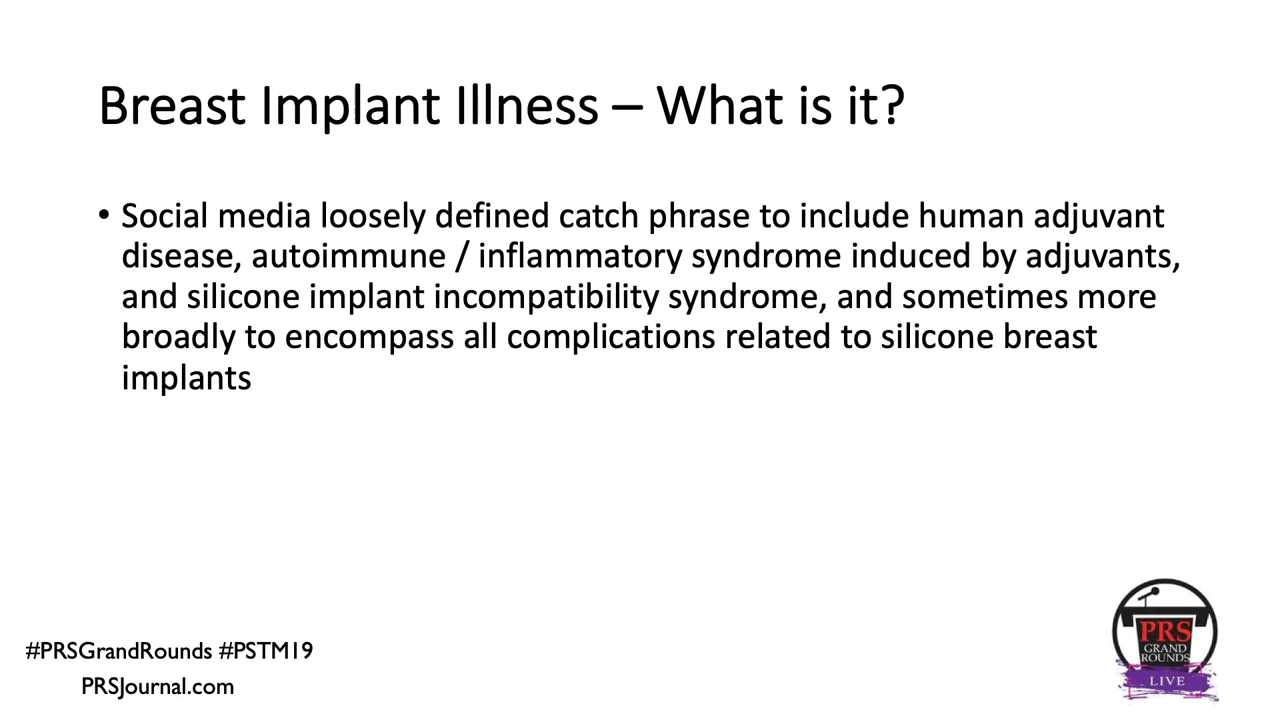 Breast Implant Illness – What is it?
• Social media loosely defined catch phrase to include human adjuvant
disease, autoimmune / inflammatory syndrome induced by adjuvants,
and silicone implant incompatibility syndrome, and sometimes more
broadly to encompass all complications related to silicone breast
implants
#PRSGrandRounds #PSTM19
PRSJournal.com
PRS
GRAND
ROUNDS
LIVE